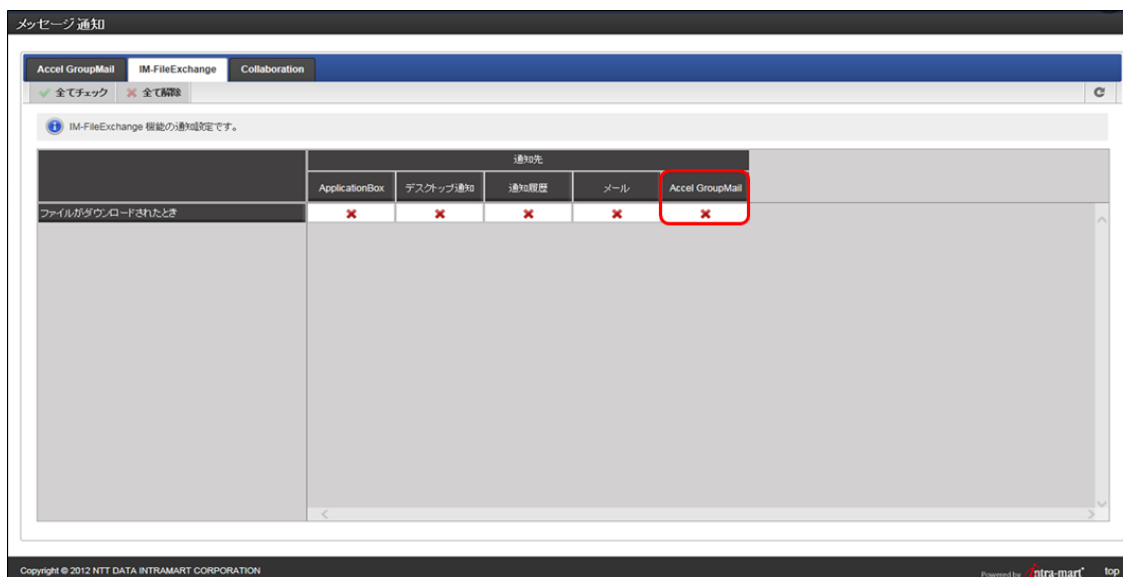 メッセージ通知
Accel GroupMail IM-FileExchange Collaboration
全てチェック 全て解除
IM-FileExchange 機能の通知設定です。
通知先
ApplicationBox デスクトップ通知 通知履歴 メール Accel GroupMail
ファイルがダウンロードされたとき
Copyright © 2012 NTT DATA INTRAMART CORPORATION
Powered by intra-mart top